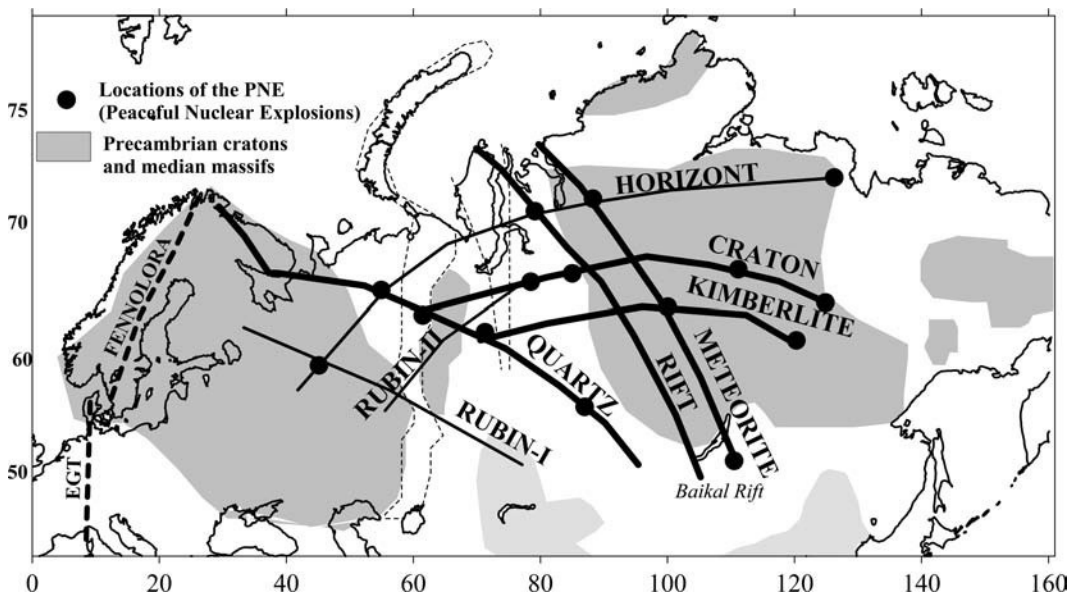 Locations of the PNE
(Peaceful Nuclear Explosions)
Precambrian cratons
and median massifs
75
70
60
50
HORIZONT
CRATON
KIMBERLITE
FENNOLORA
RUBIN-II
QUARTZ
RIFT
METEORITE
RUBIN-I
EGT
Baikal Rift
0
20
40
60
80
100
120
140
160